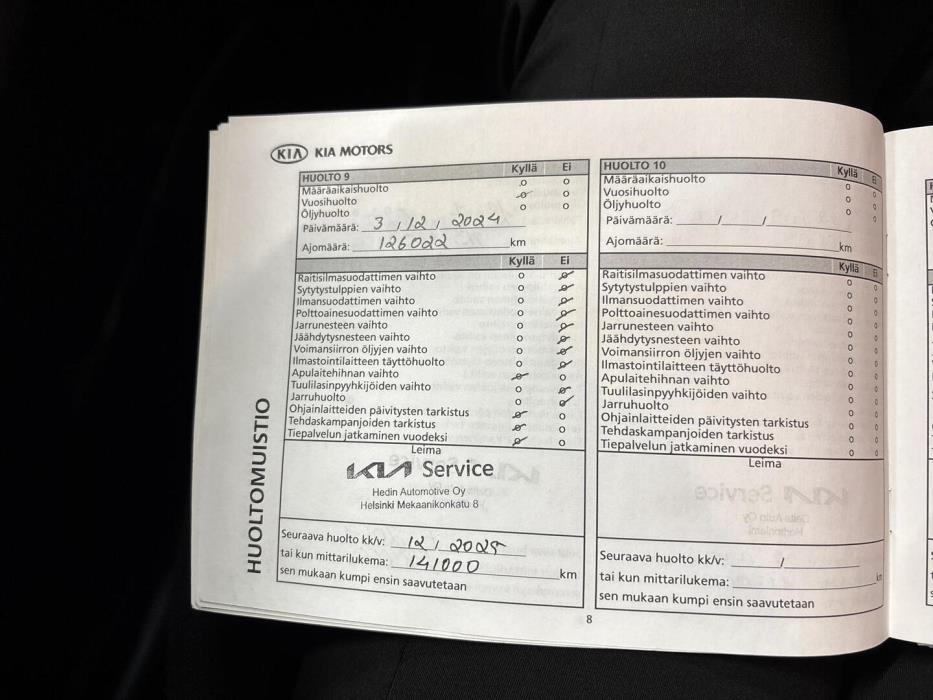 KIA KIA MOTORS
HUOLTOMUISTIO
HUOLTO 9 Kyllä Ei
Määräaikaishuolto o o
Vuosihuolto o o
Öljyhuolto o o
Päivämäärä: 3 / 12 / 2024
Ajomäärä: 126022 km
Kyllä Ei
Raitisilmasuodattimen vaihto o o
Sytytystulppien vaihto o o
Ilmansuodattimen vaihto o o
Polttoainesuodattimen vaihto o o
Jarrunesteen vaihto o o
Jäähdytysnesteen vaihto o o
Voimansiirron öljyjen vaihto o o
Ilmastointilaitteen täyttöhuolto o o
Apulaitehihnan vaihto o o
Tuulilasinpyyhkijöiden vaihto o o
Jarruhuolto o o
Ohjainlaitteiden päivitysten tarkistus o o
Tehdaskampanjoiden tarkistus o o
Tiepalvelun jatkaminen vuodeksi o o
Leima
KIA Service
Hedin Automotive Oy
Helsinki Mekaanikonkatu 8
Seuraava huolto kk/v: 12 / 2025
tai kun mittarilukema: 141000 km
sen mukaan kumpi ensin saavutetaan
HUOLTO 10 Kyllä Ei
Määräaikaishuolto o o
Vuosihuolto o o
Öljyhuolto o o
Päivämäärä: / /
Ajomäärä: km
Kyllä Ei
Raitisilmasuodattimen vaihto o o
Sytytystulppien vaihto o o
Ilmansuodattimen vaihto o o
Polttoainesuodattimen vaihto o o
Jarrunesteen vaihto o o
Jäähdytysnesteen vaihto o o
Voimansiirron öljyjen vaihto o o
Ilmastointilaitteen täyttöhuolto o o
Apulaitehihnan vaihto o o
Tuulilasinpyyhkijöiden vaihto o o
Jarruhuolto o o
Ohjainlaitteiden päivitysten tarkistus o o
Tehdaskampanjoiden tarkistus o o
Tiepalvelun jatkaminen vuodeksi o o
Leima
Seuraava huolto kk/v: /
tai kun mittarilukema: km
sen mukaan kumpi ensin saavutetaan
8